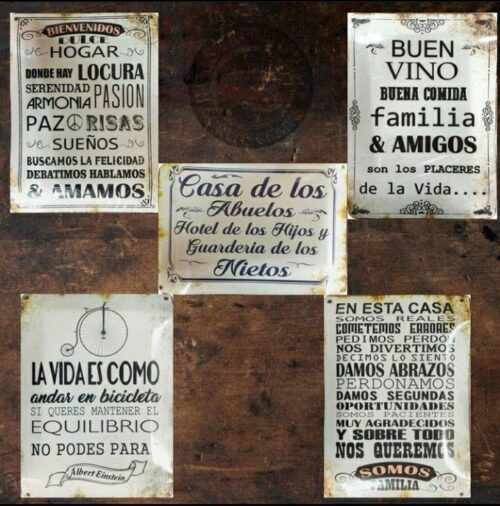 BIENVENIDOS
DULCE
HOGAR
DONDE HAY LOCURA
SERENIDAD
ARMONIA PASION
PAZ RISAS
SUEÑOS
BUSCAMOS LA FELICIDAD
DEBATIMOS HABLAMOS
& AMAMOS
BUEN
VINO
BUENA COMIDA
familia
& AMIGOS
son los PLACERES
de la Vida....
Casa de los
Abuelos
Hotel de los Hijos y
Guardería de los
Nietos
LA VIDA ES COMO
andar en bicicleta
SI QUERES MANTENER EL
EQUILIBRIO
NO PODES PARA
Albert Einstein
EN ESTA CASA
SOMOS REALES
COMETEMOS ERRORES
PEDIMOS PERDON
NOS DIVERTIMOS
DECIMOS LO SIENTO
DAMOS ABRAZOS
PERDONAMOS
DAMOS SEGUNDAS
OPORTUNIDADES
SOMOS PACIENTES
MUY AGRADECIDOS
Y SOBRE TODO
NOS QUEREMOS
SOMOS
FAMILIA